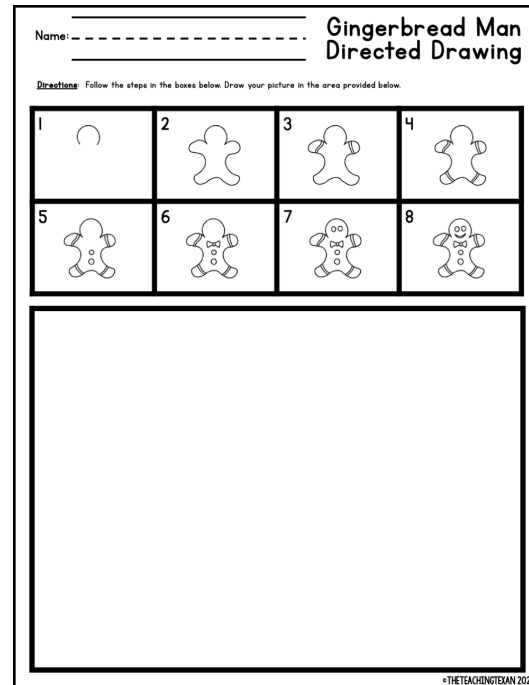 Gingerbread Man
Name:
Directed Drawing
Directions: Follow the steps in the boxes below. Draw your picture in the area provided below.
1 2 3 4
5 6 7 8
©THETEACHINGTEXAN